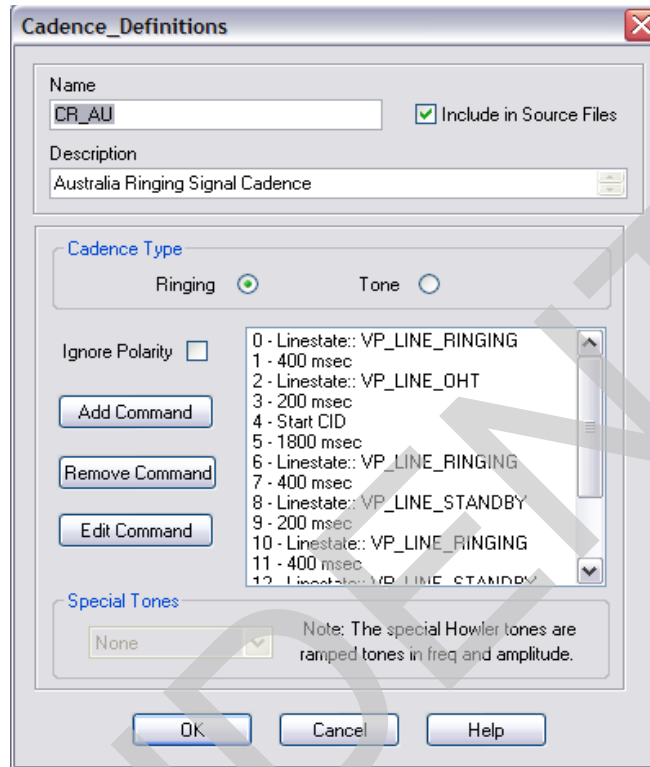 Cadence_Definitions
Name
CR_AU
Include in Source Files
Description
Australia Ringing Signal Cadence
Cadence Type
Ringing
Tone
Ignore Polarity
Add Command
Remove Command
Edit Command
0 - Linestate:: VP_LINE_RINGING
1 - 400 msec
2 - Linestate:: VP_LINE_OHT
3 - 200 msec
4 - Start CID
5 - 1800 msec
6 - Linestate:: VP_LINE_RINGING
7 - 400 msec
8 - Linestate:: VP_LINE_STANDBY
9 - 200 msec
10 - Linestate:: VP_LINE_RINGING
11 - 400 msec
12 - Linestate:: VP_LINE_STANDBY
Special Tones
None
Note: The special Howler tones are
ramped tones in freq and amplitude.
OK
Cancel
Help